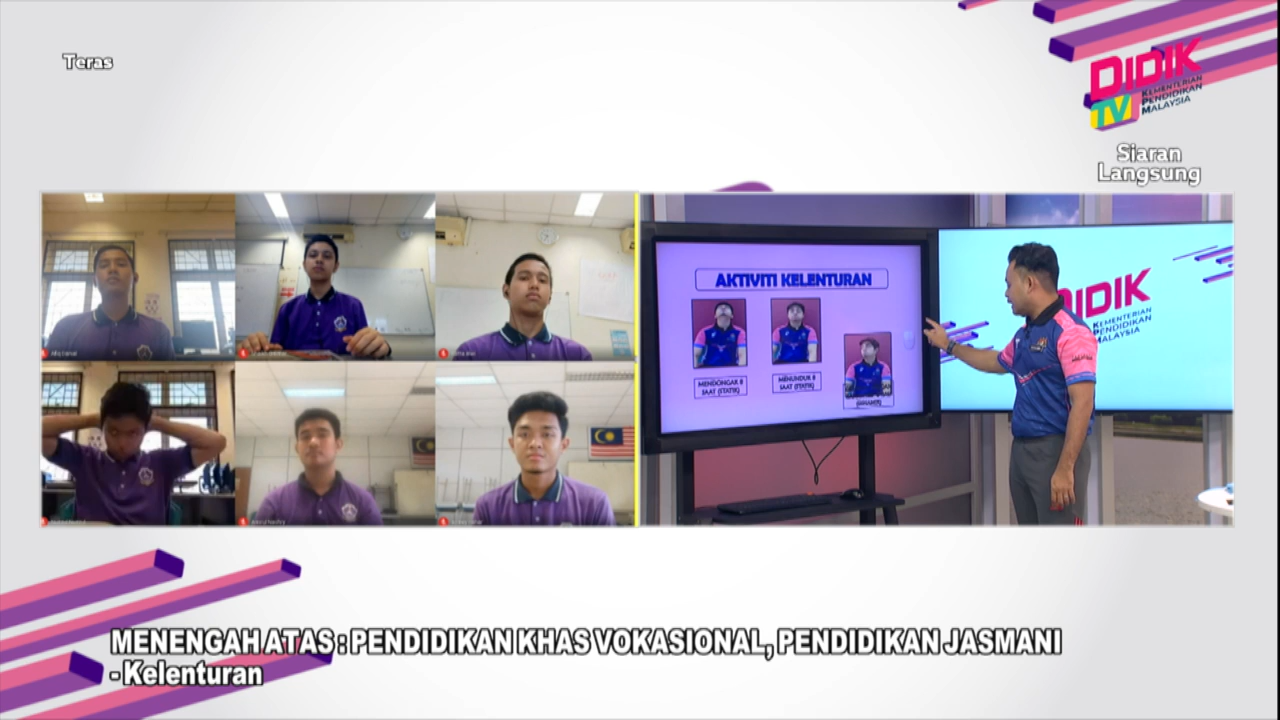 Teras
DIDIK
TV
KEMENTERIAN
PENDIDIKAN
MALAYSIA
Siaran
Langsung
AKTIVITI KELENTURAN
MENDONGAK 8
SAAT (STATIK)
MENUNDUK 8
SAAT (STATIK)
DIDIK
KEMENTERIAN
PENDIDIKAN
MALAYSIA
MENENGAH ATAS : PENDIDIKAN KHAS VOKASIONAL, PENDIDIKAN JASMANI
- Kelenturan